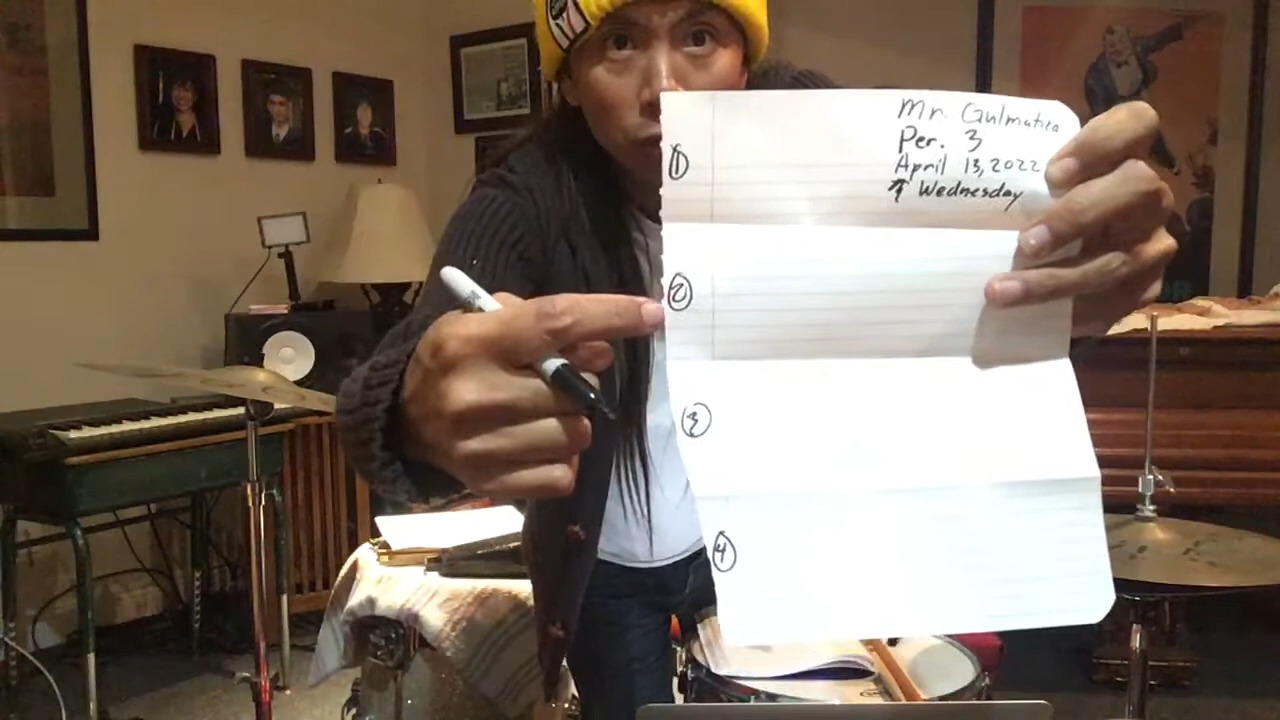 Mr. Gulmatico
Per. 3
April 13, 2022
Wednesday
1
2
3
4